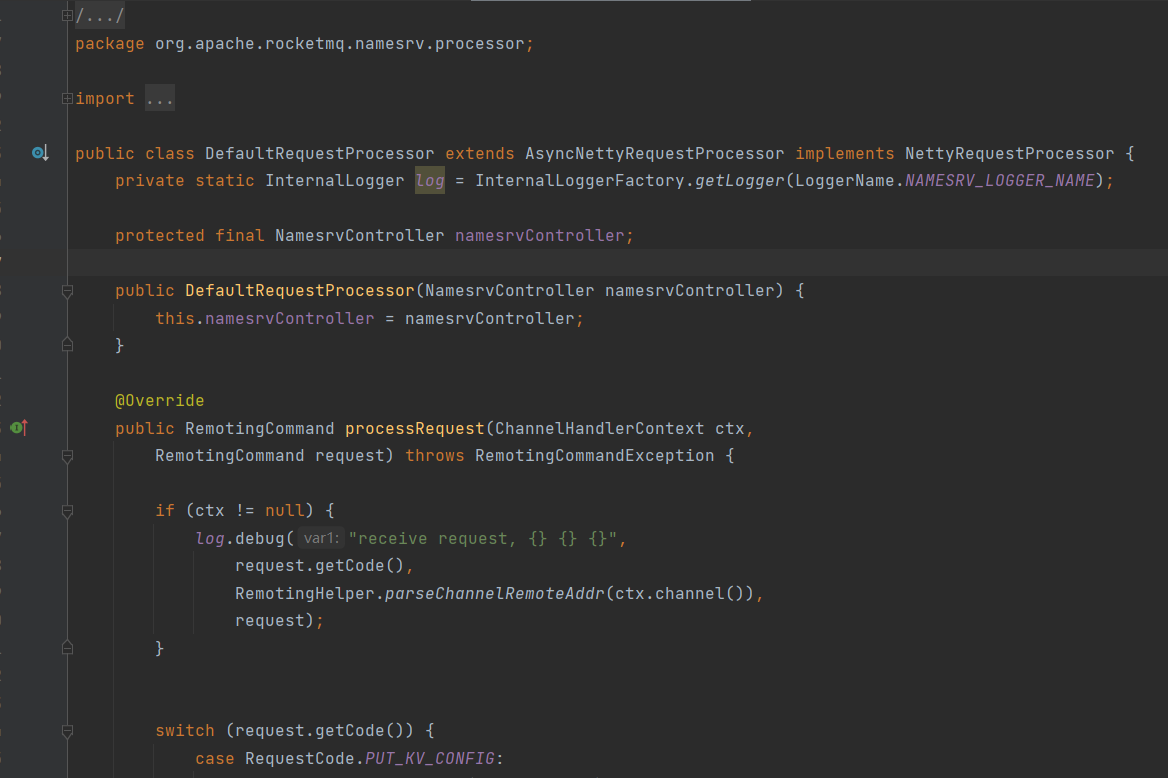 /.../
package org.apache.rocketmq.namesrv.processor;
import ...
public class DefaultRequestProcessor extends AsyncNettyRequestProcessor implements NettyRequestProcessor {
private static InternalLogger log = InternalLoggerFactory.getLogger(LoggerName.NAMESRV_LOGGER_NAME);
protected final NamesrvController namesrvController;
public DefaultRequestProcessor(NamesrvController namesrvController) {
this.namesrvController = namesrvController;
}
@Override
public RemotingCommand processRequest(ChannelHandlerContext ctx,
RemotingCommand request) throws RemotingCommandException {
if (ctx != null) {
log.debug( var1: "receive request, {} {} {}",
request.getCode(),
RemotingHelper.parseChannelRemoteAddr(ctx.channel()),
request);
}
switch (request.getCode()) {
case RequestCode.PUT_KV_CONFIG: